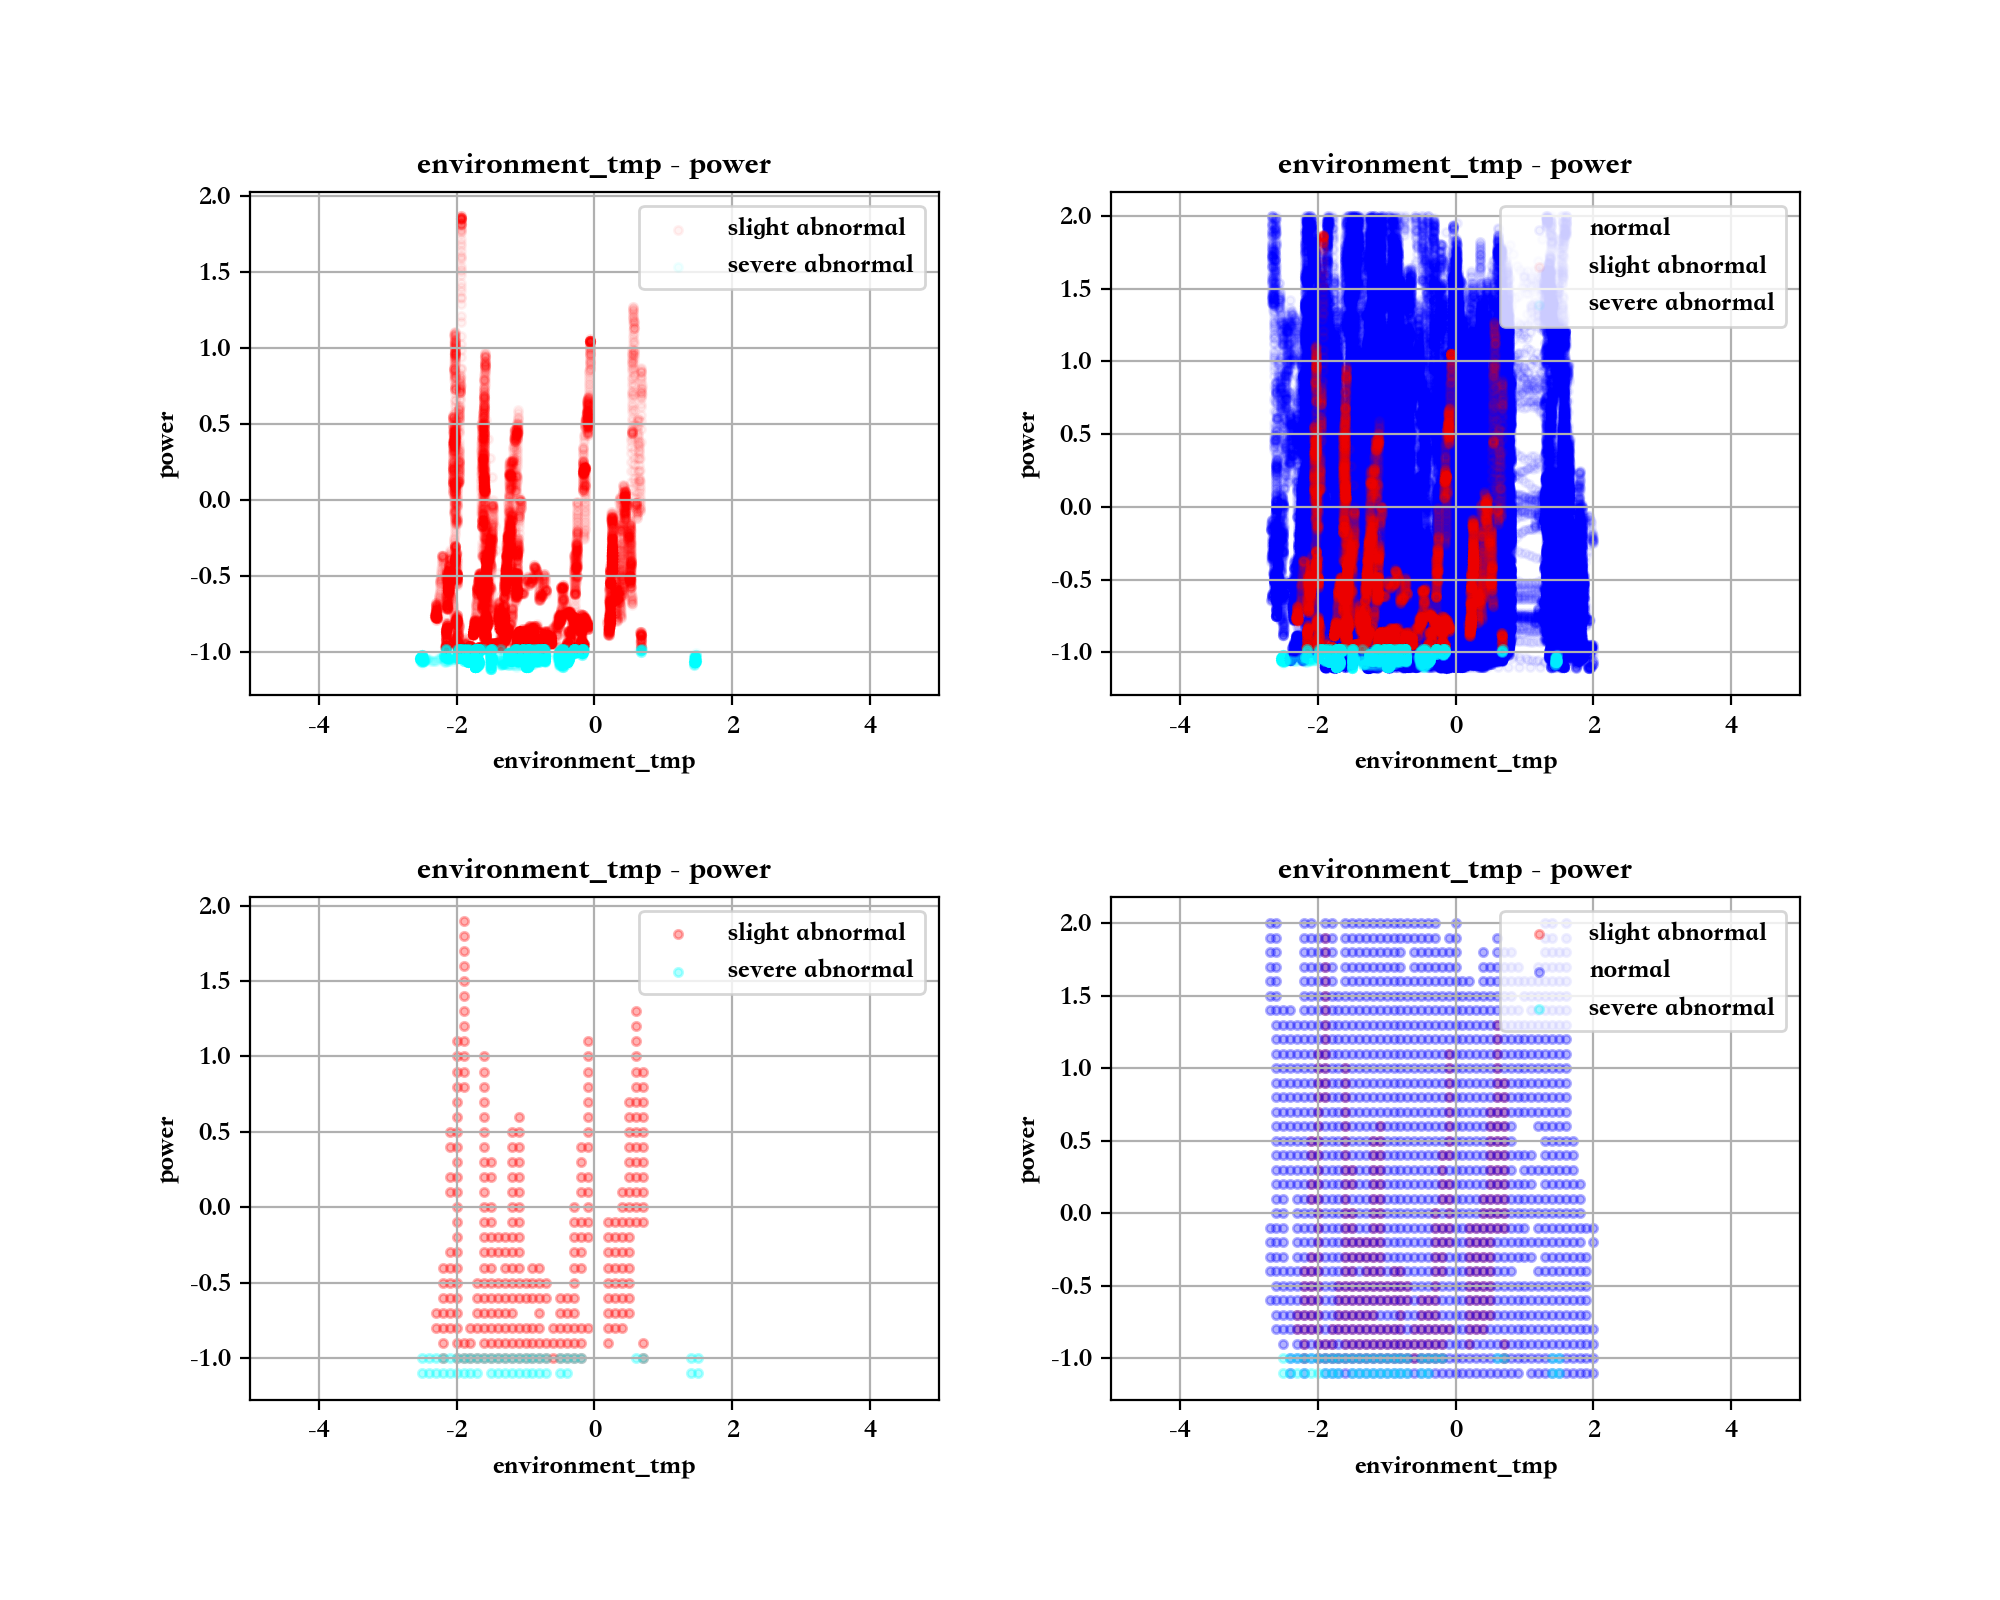 environment_tmp - power
2.0
1.5
1.0
0.5
0.0
-0.5
-1.0
power
slight abnormal
severe abnormal
-4 -2 0 2 4
environment_tmp
environment_tmp - power
2.0
1.5
1.0
0.5
0.0
-0.5
-1.0
power
normal
slight abnormal
severe abnormal
-4 -2 0 2 4
environment_tmp
environment_tmp - power
2.0
1.5
1.0
0.5
0.0
-0.5
-1.0
power
slight abnormal
severe abnormal
-4 -2 0 2 4
environment_tmp
environment_tmp - power
2.0
1.5
1.0
0.5
0.0
-0.5
-1.0
power
slight abnormal
normal
severe abnormal
-4 -2 0 2 4
environment_tmp